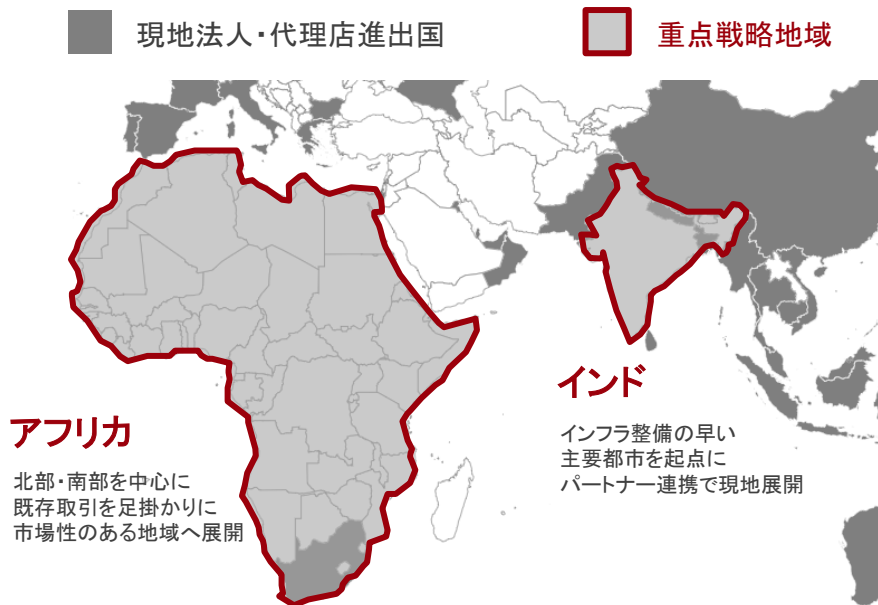 現地法人・代理店進出国
重点戦略地域
アフリカ
北部・南部を中心に
既存取引を足掛かりに
市場性のある地域へ展開
インド
インフラ整備の早い
主要都市を起点に
パートナー連携で現地展開